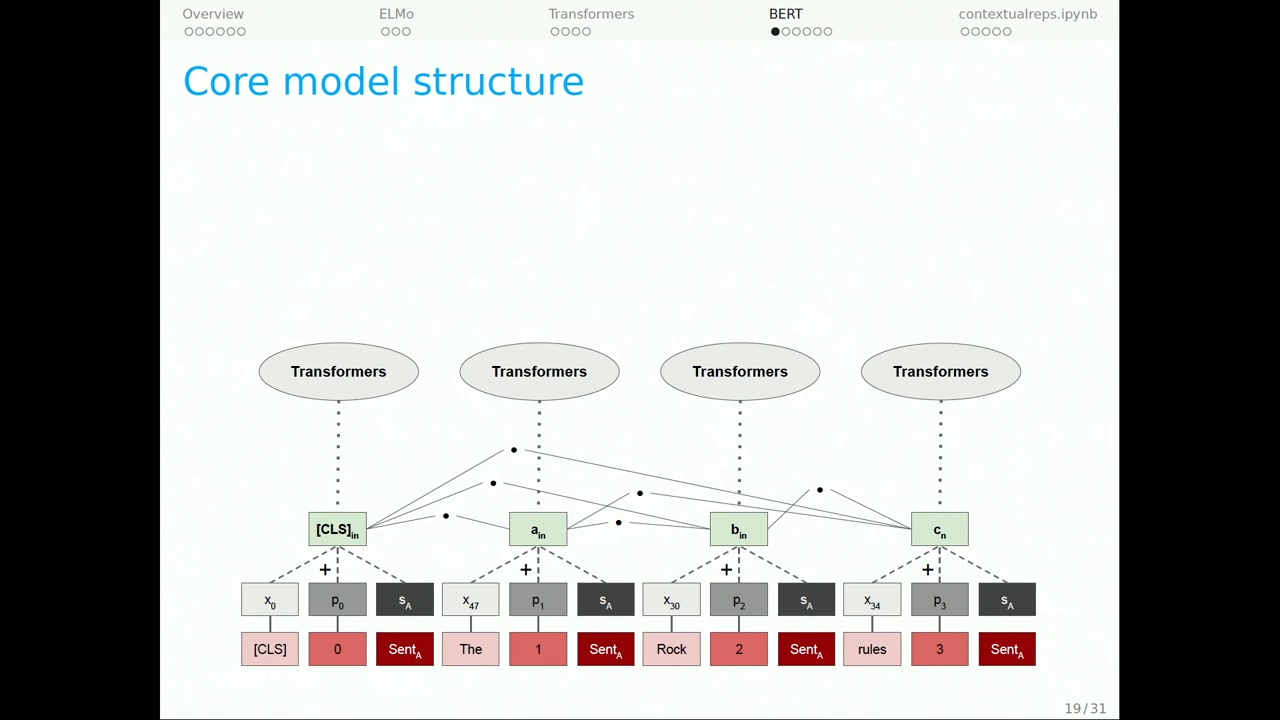 Overview ELMo Transformers BERT contextualreps.ipynb
Core model structure
Transformers Transformers Transformers Transformers
[CLS]in ain bin cn
+ + + +
x0 p0 sA x47 p1 sA x30 p2 sA x34 p3 sA
[CLS] 0 SentA The 1 SentA Rock 2 SentA rules 3 SentA
19/31